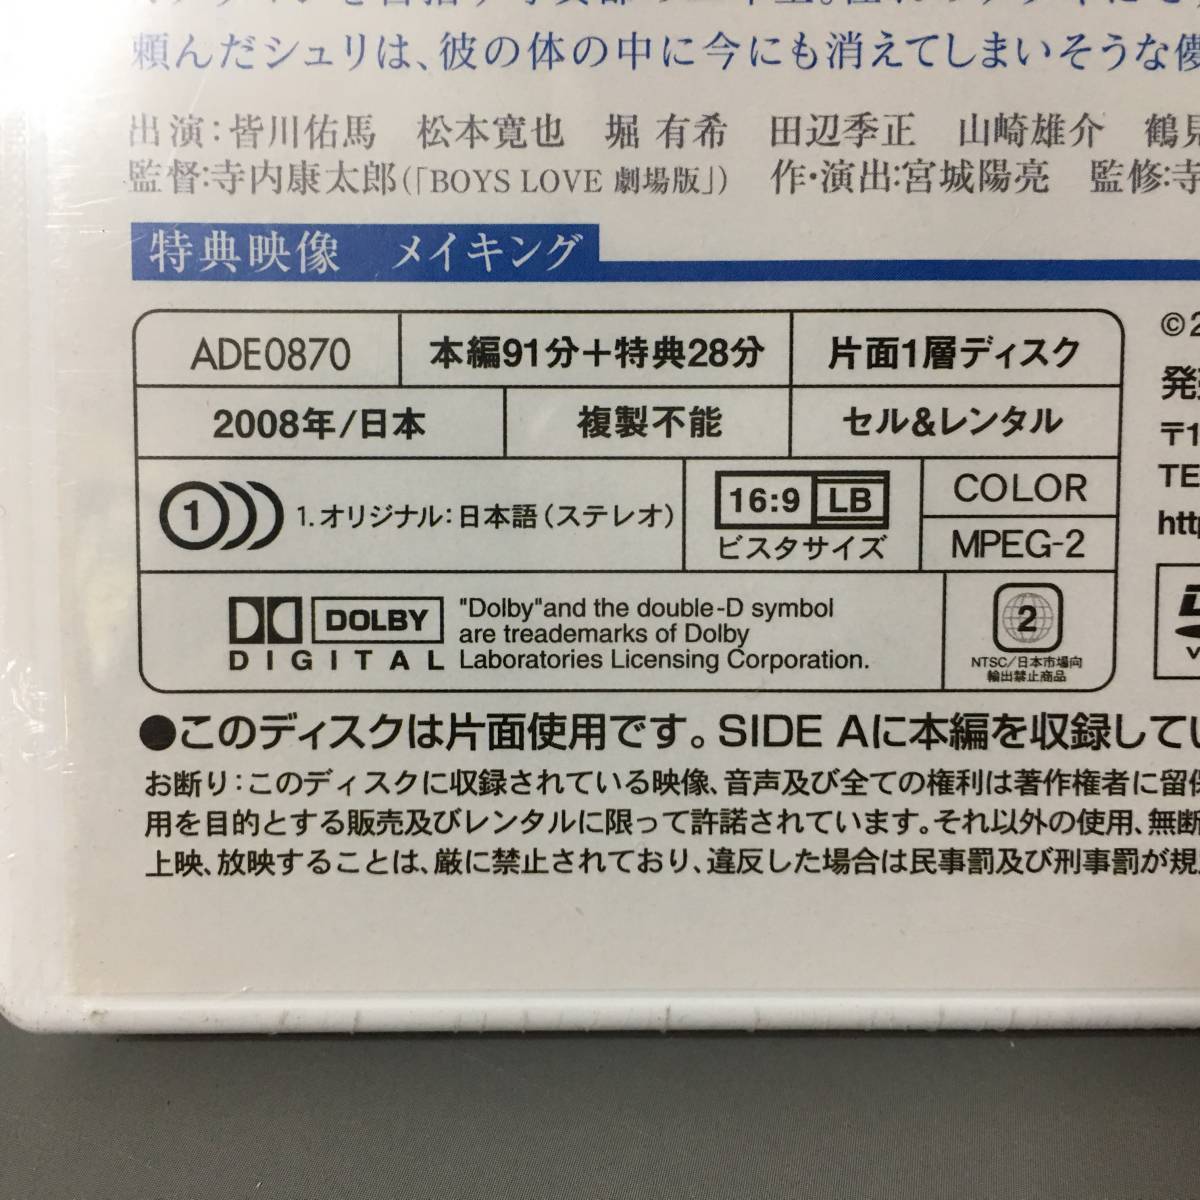 頼んだシュリは、彼の体の中に今にも消えてしまいそうな儚
出演：皆川佑馬 松本寛也 堀 有希 田辺季正 山崎雄介 鶴見
監督：寺内康太郎（「BOYS LOVE 劇場版」） 作・演出：宮城陽亮 監修：寺
特典映像 メイキング
ADE0870 本編91分＋特典28分 片面1層ディスク
2008年／日本 複製不能 セル&レンタル
1 1.オリジナル：日本語（ステレオ）
16:9 LB
ビスタサイズ
COLOR
MPEG-2
DOLBY
DIGITAL
"Dolby"and the double-D symbol
are treademarks of Dolby
Laboratories Licensing Corporation.
2
NTSC/日本市場向
輸出禁止商品
©2
発
〒1
TE
http
●このディスクは片面使用です。SIDE Aに本編を収録してい
お断り：このディスクに収録されている映像、音声及び全ての権利は著作権者に留保
用を目的とする販売及びレンタルに限って許諾されています。それ以外の使用、無断
上映、放映することは、厳に禁止されており、違反した場合は民事罰及び刑事罰が規